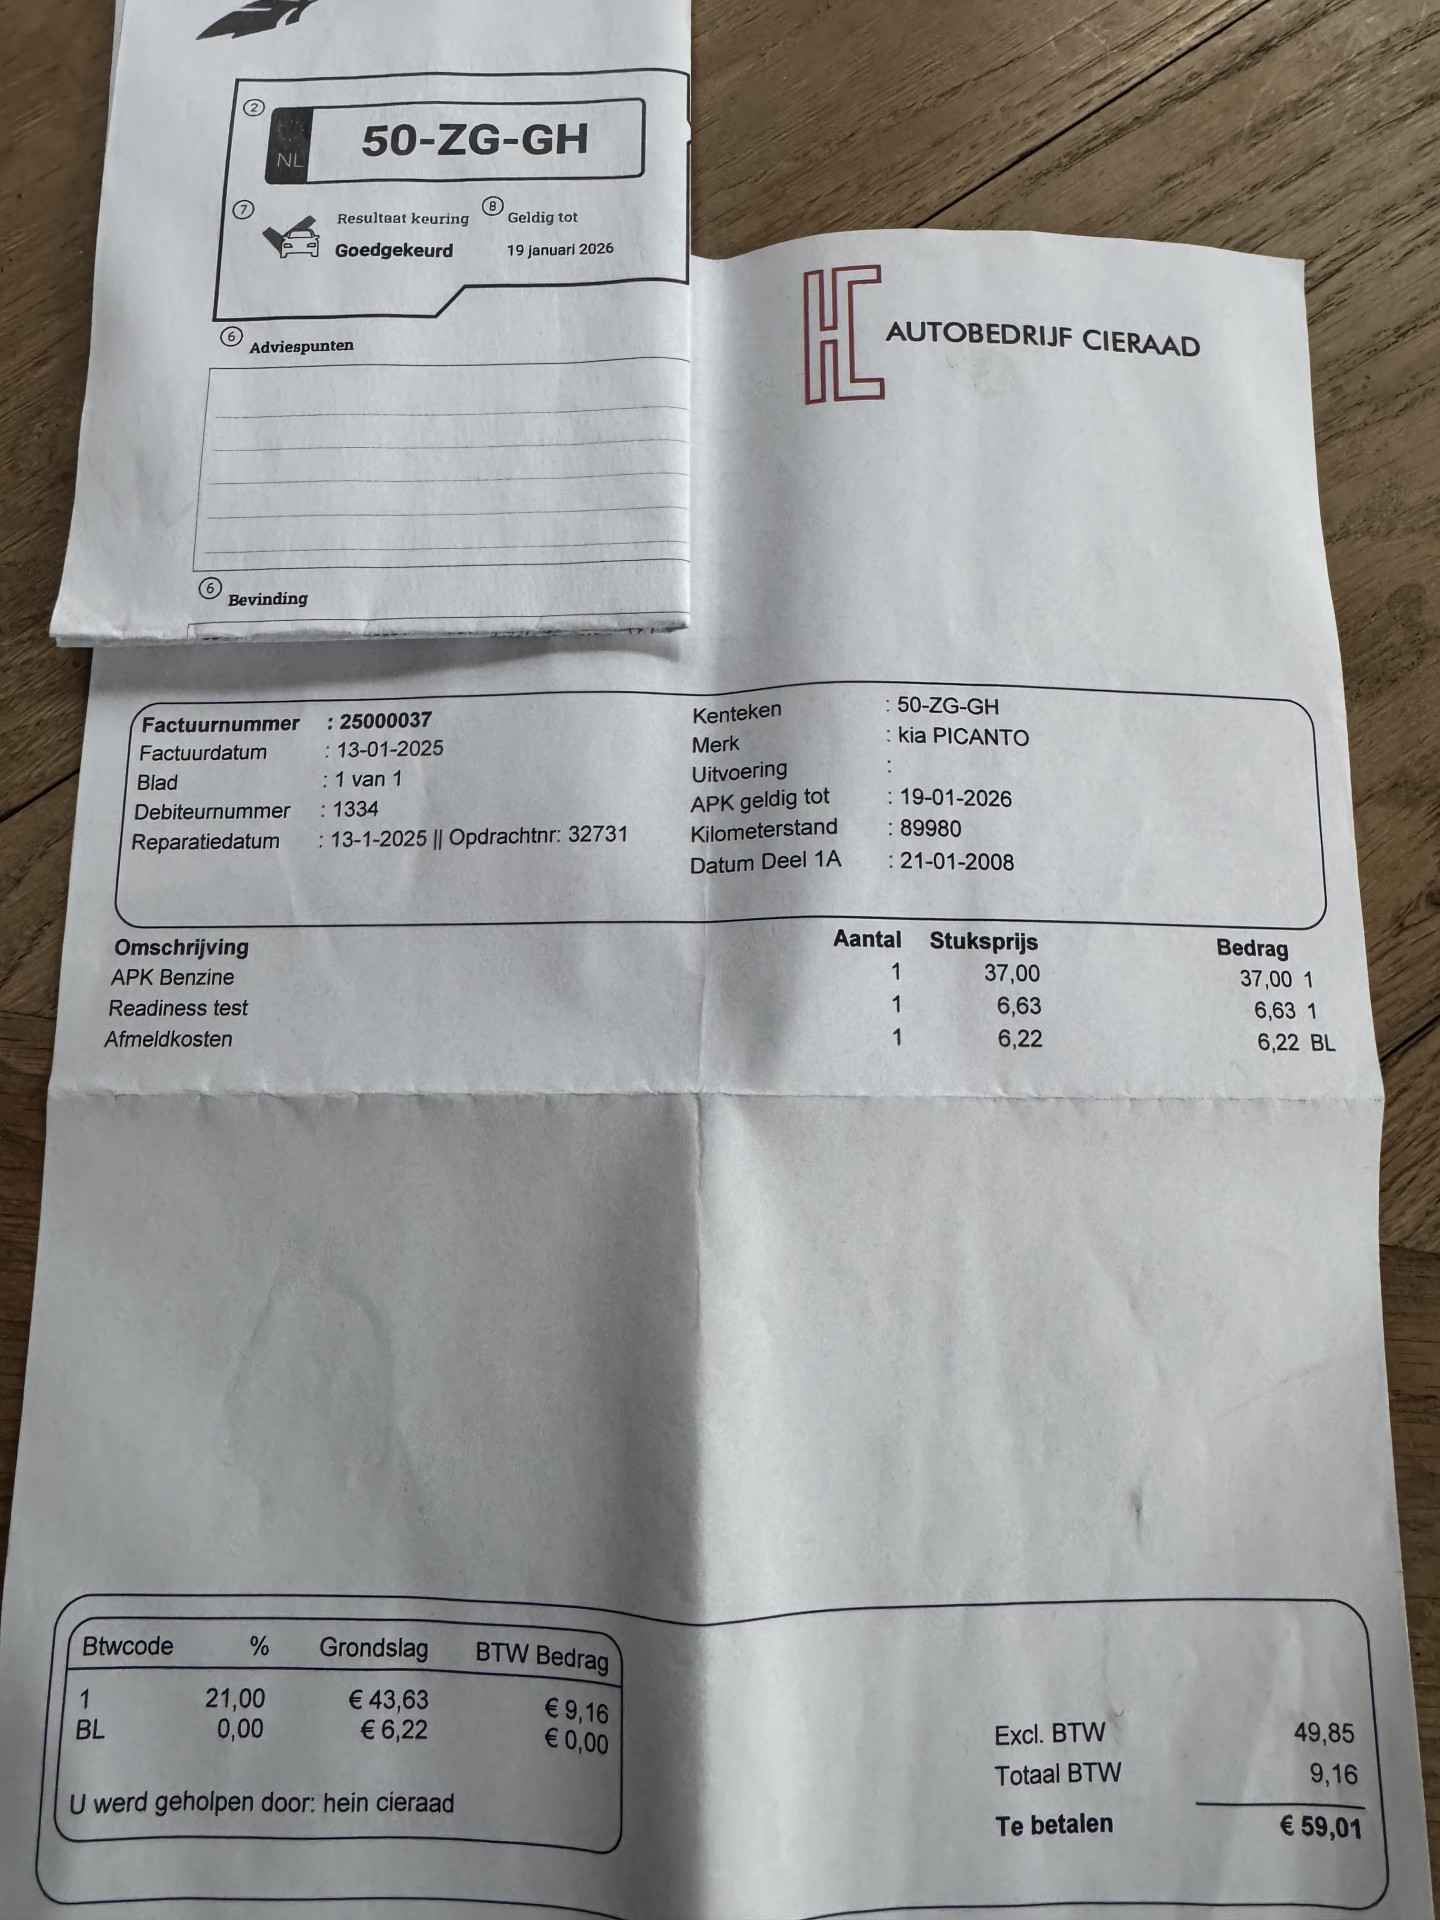 2
NL
50-ZG-GH
7
Resultaat keuring
Goedgekeurd
8
Geldig tot
19 januari 2026
6
Adviespunten
6
Bevinding
HC
AUTOBEDRIJF CIERAAD
Factuurnummer : 25000037
Factuurdatum : 13-01-2025
Blad : 1 van 1
Debiteurnummer : 1334
Reparatiedatum : 13-1-2025 || Opdrachtnr: 32731
Kenteken : 50-ZG-GH
Merk : kia PICANTO
Uitvoering :
APK geldig tot : 19-01-2026
Kilometerstand : 89980
Datum Deel 1A : 21-01-2008
Omschrijving Aantal Stuksprijs Bedrag
APK Benzine 1 37,00 37,00 1
Readiness test 1 6,63 6,63 1
Afmeldkosten 1 6,22 6,22 BL
Btwcode % Grondslag BTW Bedrag
1 21,00 € 43,63 € 9,16
BL 0,00 € 6,22 € 0,00
U werd geholpen door: hein cieraad
Excl. BTW 49,85
Totaal BTW 9,16
Te betalen € 59,01